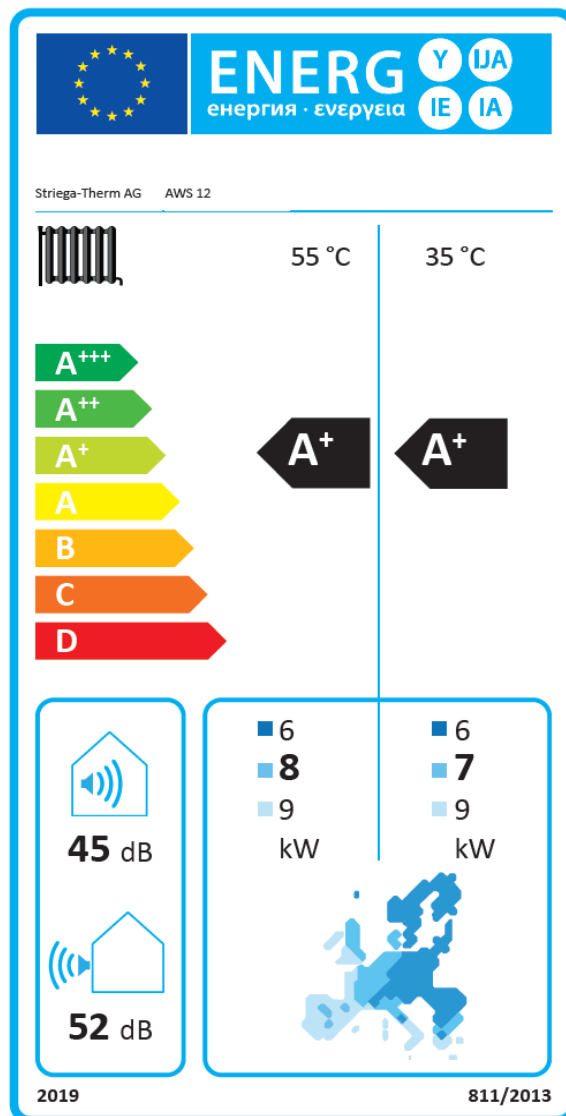 ENERG Y IJA
енергия · ενεργεια IE IA
Striega-Therm AG AWS 12
55 °C 35 °C
A+++
A++
A+ A+ A+
A
B
C
D
6 6
8 7
9 9
kW kW
45 dB
52 dB
2019 811/2013